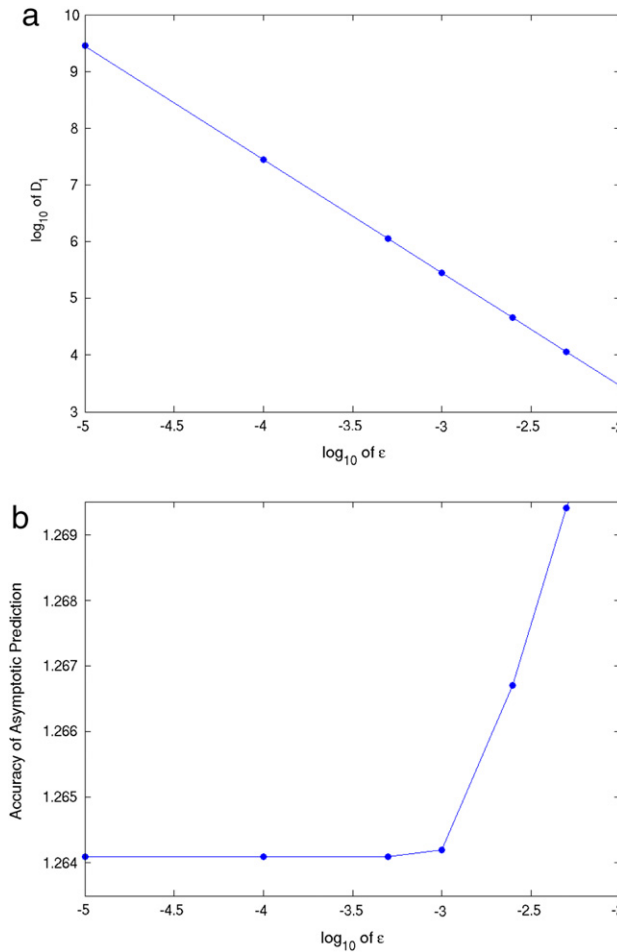 a
10
9
8
7
6
5
4
3
log10 of D1
-5 -4.5 -4 -3.5 -3 -2.5 -2
log10 of ε
b
1.269
1.268
1.267
1.266
1.265
1.264
Accuracy of Asymptotic Prediction
-5 -4.5 -4 -3.5 -3 -2.5 -2
log10 of ε